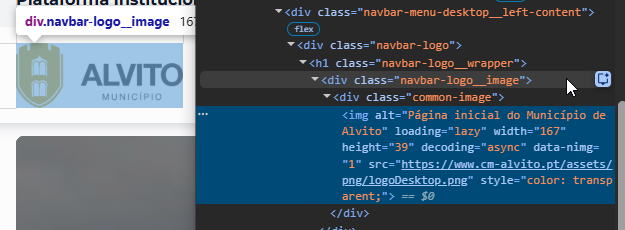 Plataforma Institucion
div.navbar-logo__image 167
ALVITO
MUNICÍPIO
<div class="navbar-menu-desktop__left-content">
flex
<div class="navbar-logo">
<h1 class="navbar-logo__wrapper">
<div class="navbar-logo__image">
<div class="common-image">
<img alt="Página inicial do Município de
Alvito" loading="lazy" width="167"
height="39" decoding="async" data-nimg=
"1" src="https://www.cm-alvito.pt/assets/
png/logoDesktop.png" style="color: transp
arent;"> == $0
</div>
</div>